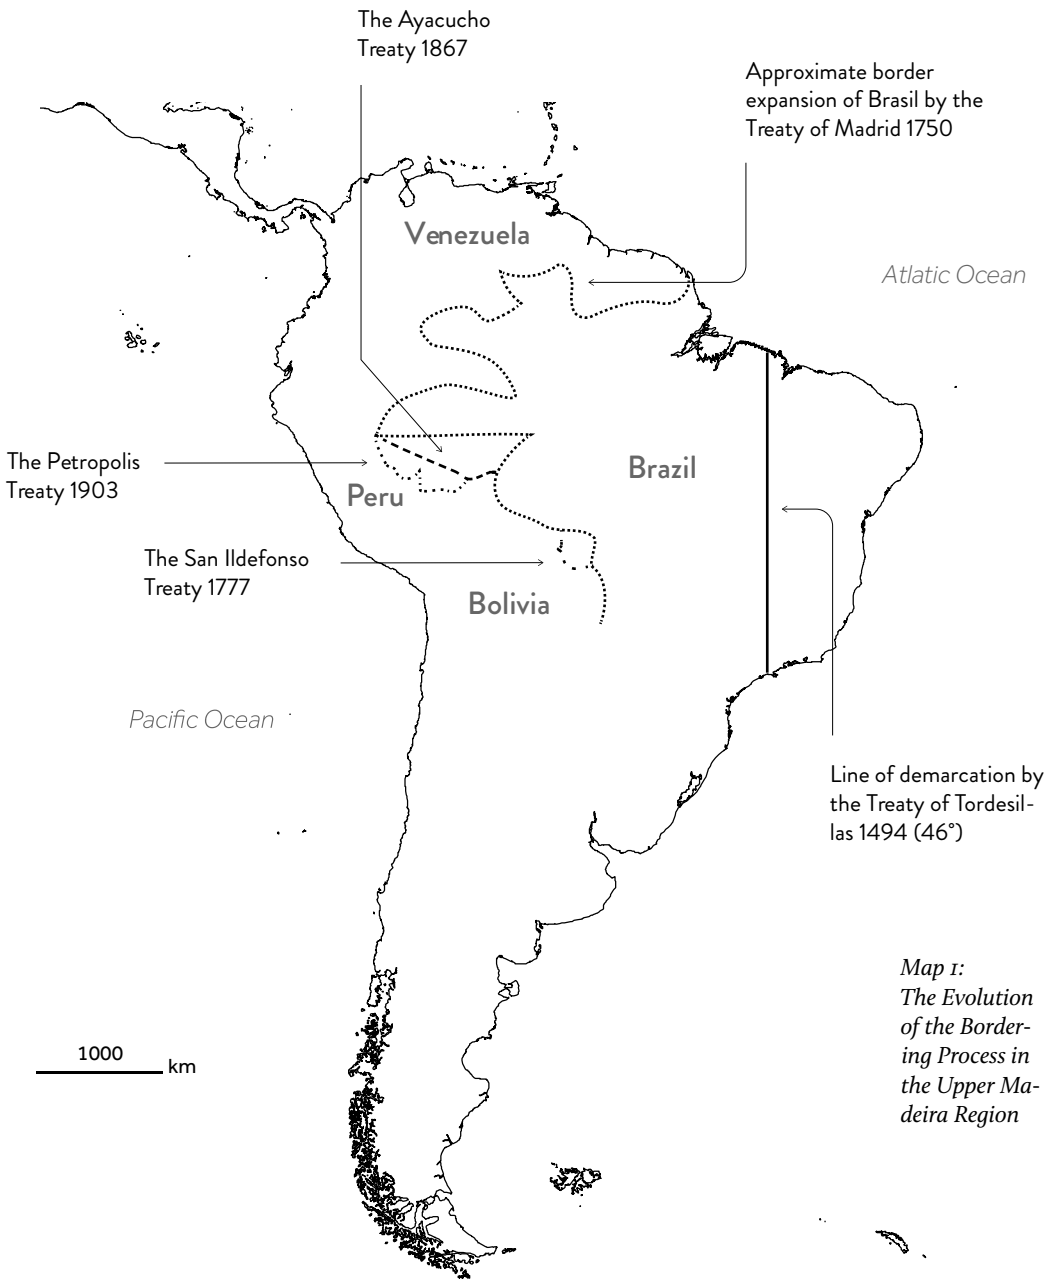 The Ayacucho
Treaty 1867
Approximate border
expansion of Brasil by the
Treaty of Madrid 1750
Venezuela
Atlatic Ocean
The Petropolis
Treaty 1903
Brazil
Peru
The San Ildefonso
Treaty 1777
Bolivia
Pacific Ocean
Line of demarcation by
the Treaty of Tordesil-
las 1494 (46°)
Map 1:
The Evolution
of the Border-
ing Process in
the Upper Ma-
deira Region
1000
km